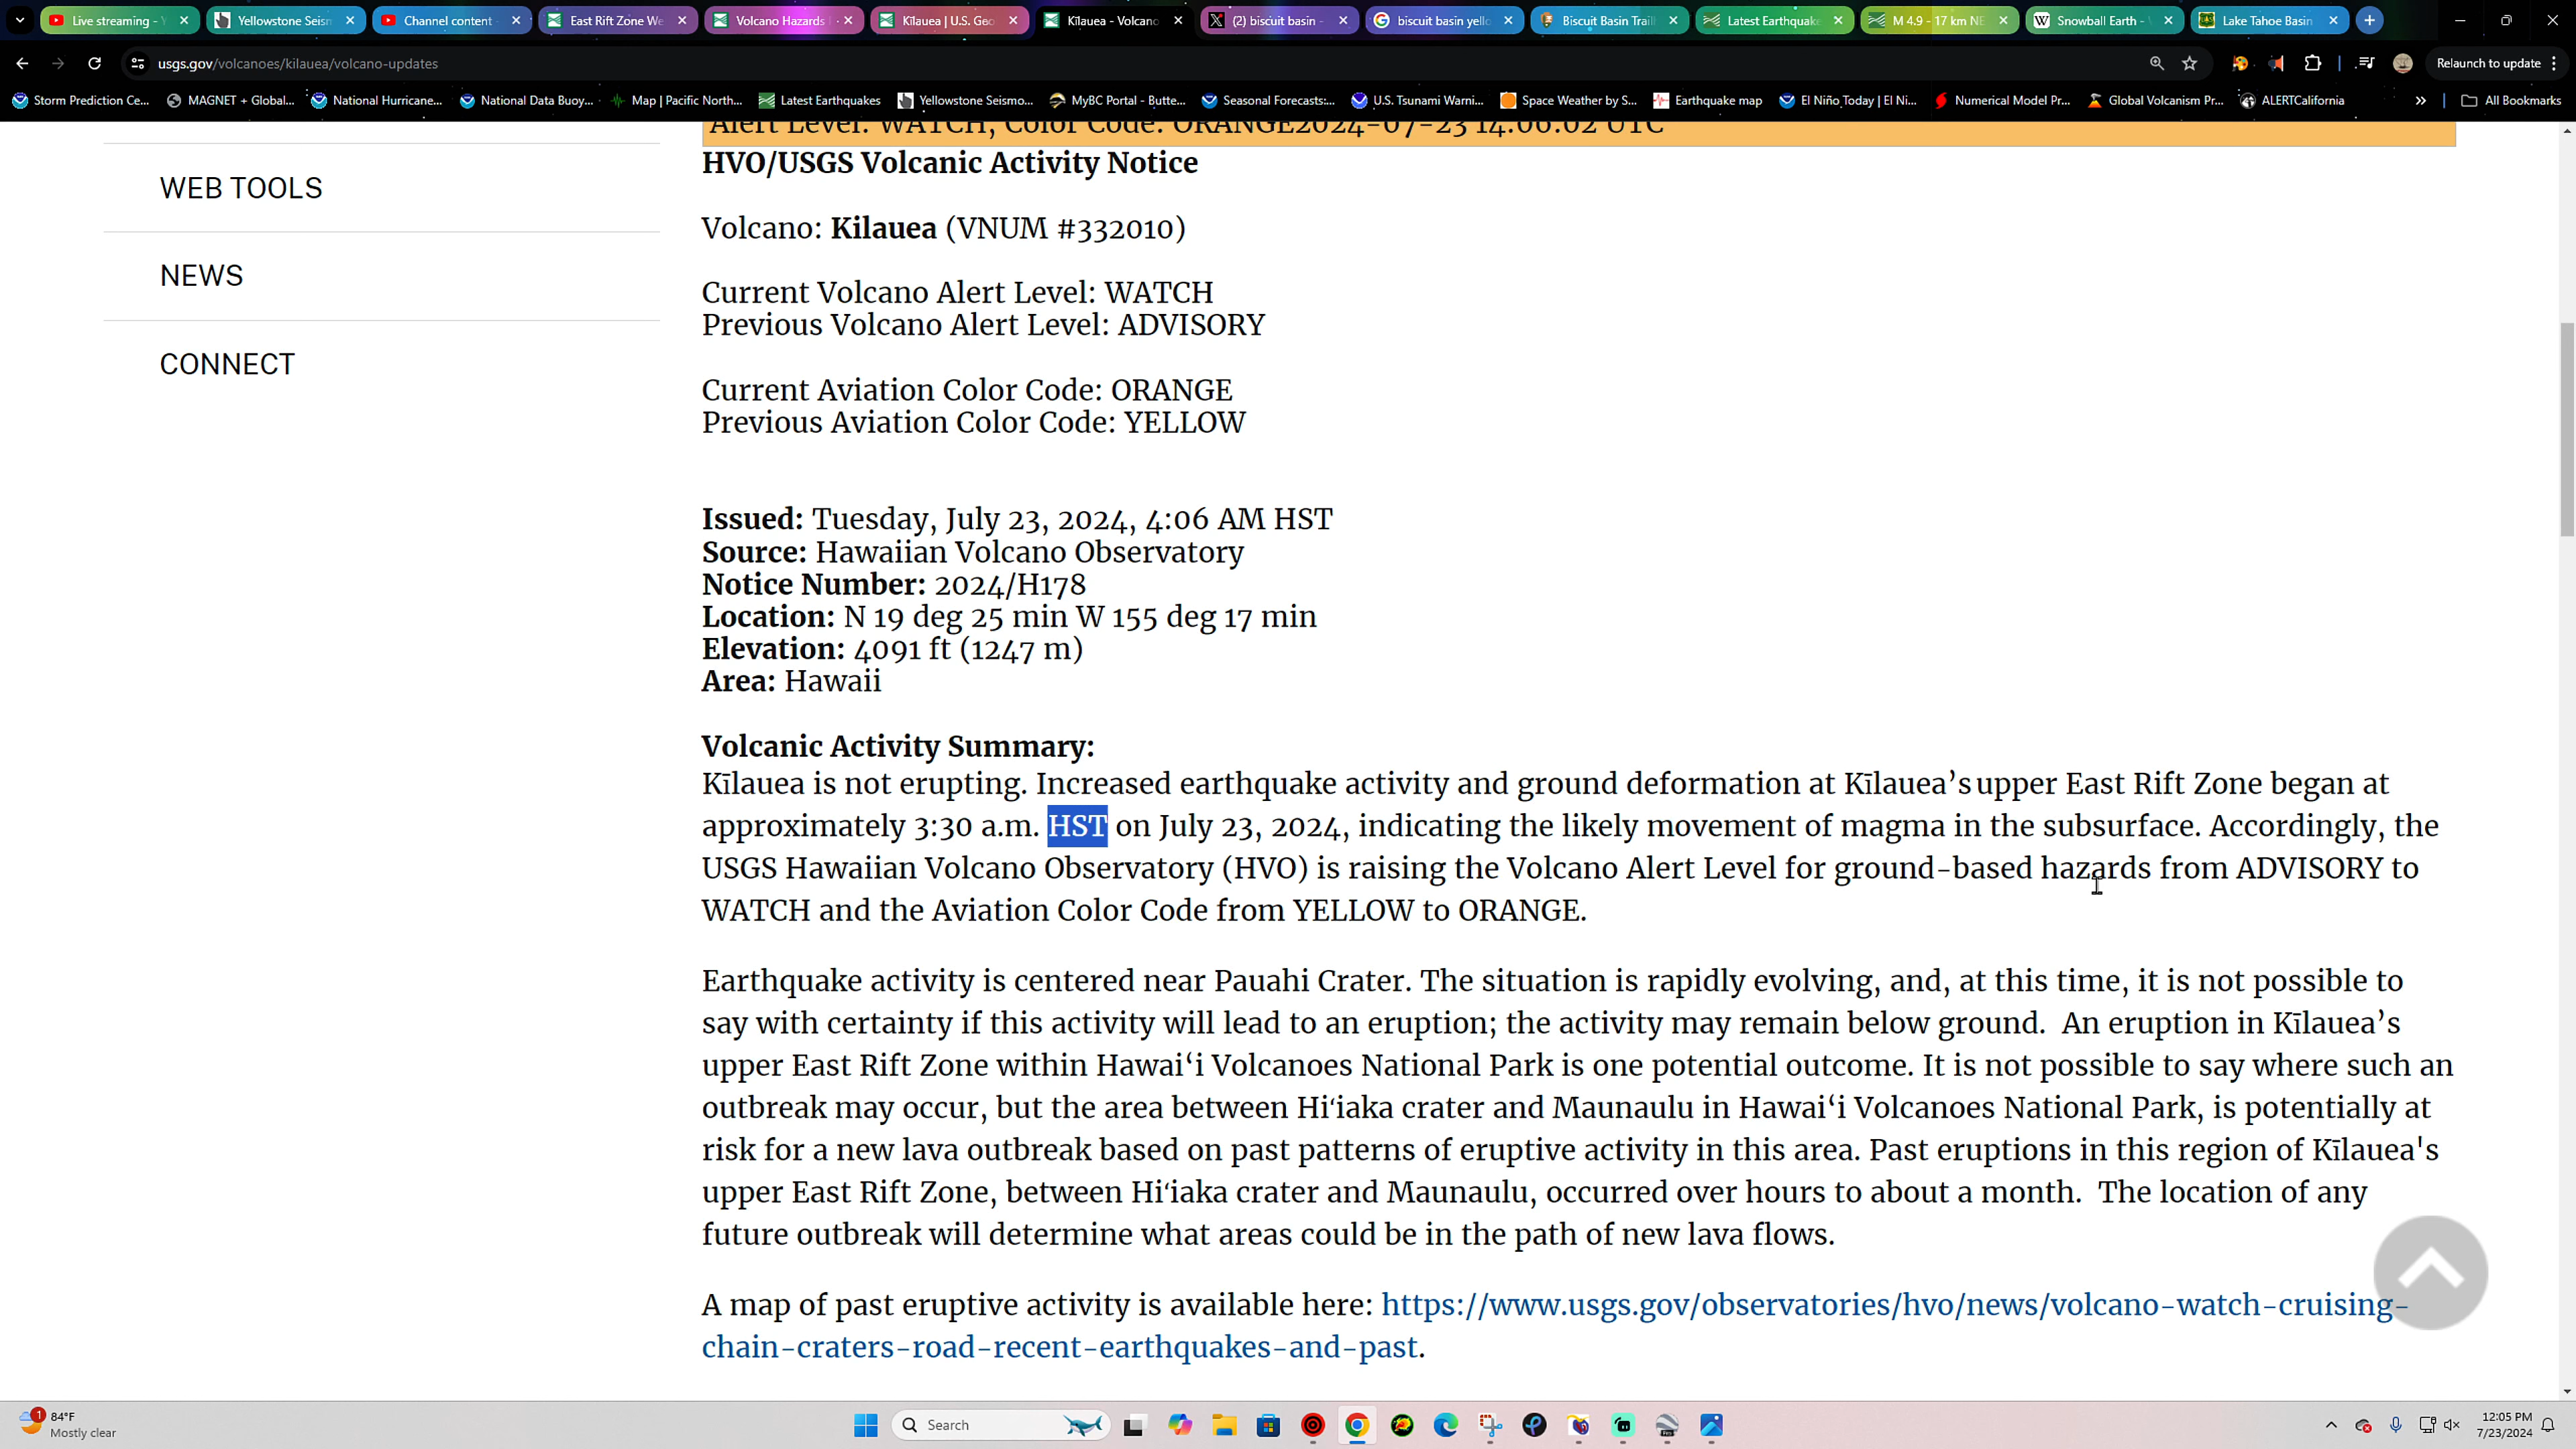 Live streaming - Y
Yellowstone Seism
Channel content
East Rift Zone We
Volcano Hazards
Kīlauea | U.S. Geo
Kīlauea - Volcano
(2) biscuit basin -
biscuit basin yello
Biscuit Basin Trail
Latest Earthquake
M 4.9 - 17 km NE
Snowball Earth -
Lake Tahoe Basin
usgs.gov/volcanoes/kilauea/volcano-updates
Relaunch to update
Storm Prediction Ce...
MAGNET + Global...
National Hurricane...
National Data Buoy...
Map | Pacific North...
Latest Earthquakes
Yellowstone Seismo...
MyBC Portal - Butte...
Seasonal Forecasts:...
U.S. Tsunami Warni...
Space Weather by S...
Earthquake map
El Niño Today | El Ni...
Numerical Model Pr...
Global Volcanism Pr...
ALERTCalifornia
All Bookmarks
WEB TOOLS
NEWS
CONNECT
Alert Level: WATCH, Color Code: ORANGE2024-07-23 14:06:02 UTC
HVO/USGS Volcanic Activity Notice
Volcano: Kilauea (VNUM #332010)
Current Volcano Alert Level: WATCH
Previous Volcano Alert Level: ADVISORY
Current Aviation Color Code: ORANGE
Previous Aviation Color Code: YELLOW
Issued: Tuesday, July 23, 2024, 4:06 AM HST
Source: Hawaiian Volcano Observatory
Notice Number: 2024/H178
Location: N 19 deg 25 min W 155 deg 17 min
Elevation: 4091 ft (1247 m)
Area: Hawaii
Volcanic Activity Summary:
Kīlauea is not erupting. Increased earthquake activity and ground deformation at Kīlauea’s upper East Rift Zone began at
approximately 3:30 a.m. HST on July 23, 2024, indicating the likely movement of magma in the subsurface. Accordingly, the
USGS Hawaiian Volcano Observatory (HVO) is raising the Volcano Alert Level for ground-based hazards from ADVISORY to
WATCH and the Aviation Color Code from YELLOW to ORANGE.
Earthquake activity is centered near Pauahi Crater. The situation is rapidly evolving, and, at this time, it is not possible to
say with certainty if this activity will lead to an eruption; the activity may remain below ground. An eruption in Kīlauea’s
upper East Rift Zone within Hawaiʻi Volcanoes National Park is one potential outcome. It is not possible to say where such an
outbreak may occur, but the area between Hiʻiaka crater and Maunaulu in Hawaiʻi Volcanoes National Park, is potentially at
risk for a new lava outbreak based on past patterns of eruptive activity in this area. Past eruptions in this region of Kīlauea's
upper East Rift Zone, between Hiʻiaka crater and Maunaulu, occurred over hours to about a month. The location of any
future outbreak will determine what areas could be in the path of new lava flows.
A map of past eruptive activity is available here: https://www.usgs.gov/observatories/hvo/news/volcano-watch-cruising-
chain-craters-road-recent-earthquakes-and-past.
1
84°F
Mostly clear
Search
12:05 PM
7/23/2024